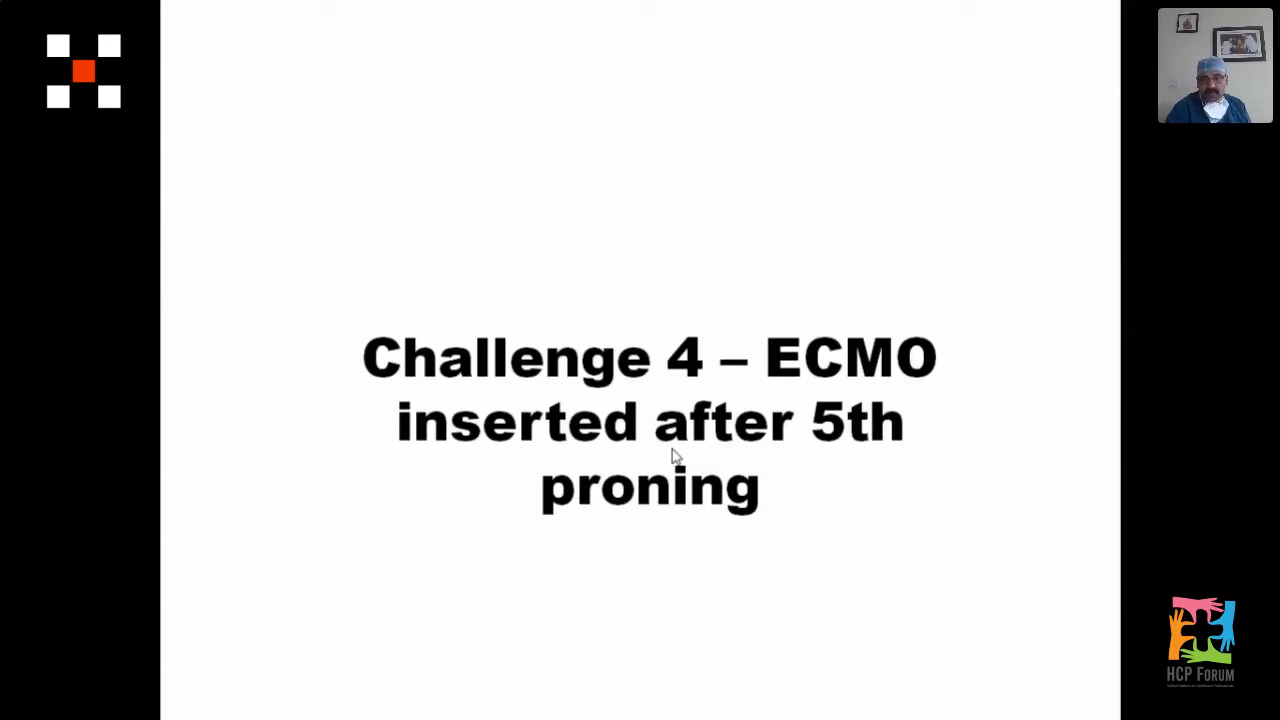 Challenge 4 – ECMO
inserted after 5th
proning
HCP FORUM